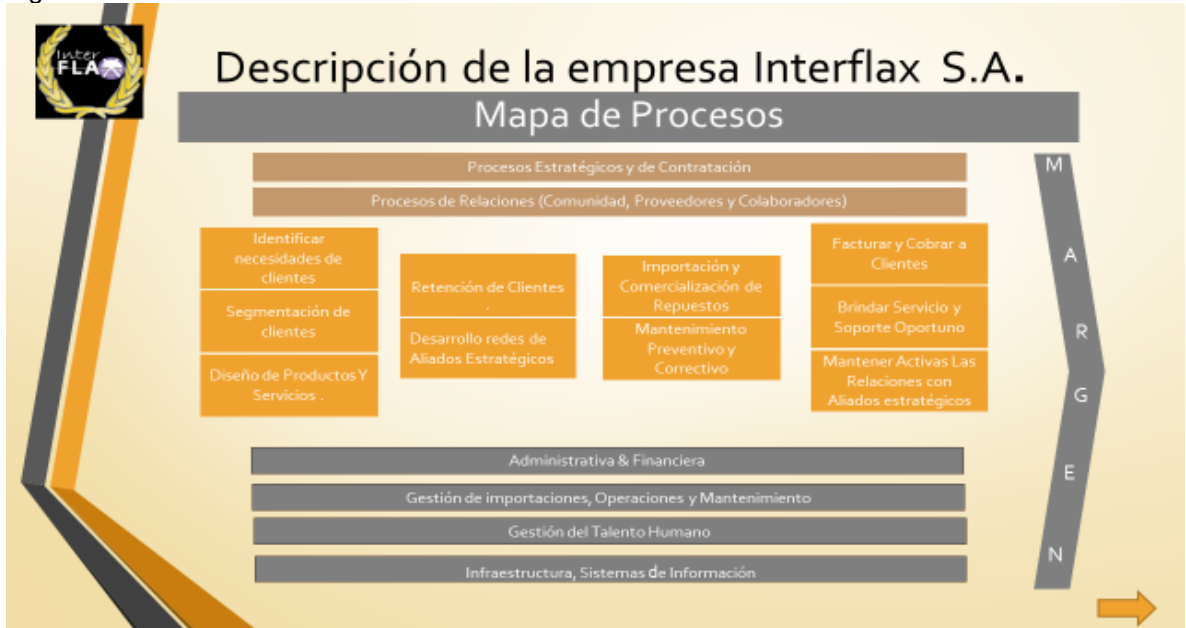 Inter
FLAX
Descripción de la empresa Interflax S.A.
Mapa de Procesos
Procesos Estratégicos y de Contratación
Procesos de Relaciones (Comunidad, Proveedores y Colaboradores)
Identificar
necesidades de
clientes
Segmentación de
clientes
Diseño de Productos Y
Servicios .
Retención de Clientes
.
Desarrollo redes de
Aliados Estratégicos
Importación y
Comercialización de
Repuestos
Mantenimiento
Preventivo y
Correctivo
Facturar y Cobrar a
Clientes
Brindar Servicio y
Soporte Oportuno
Mantener Activas Las
Relaciones con
Aliados estratégicos
Administrativa & Financiera
Gestión de importaciones, Operaciones y Mantenimiento
Gestión del Talento Humano
Infraestructura, Sistemas de Información
M
A
R
G
E
N